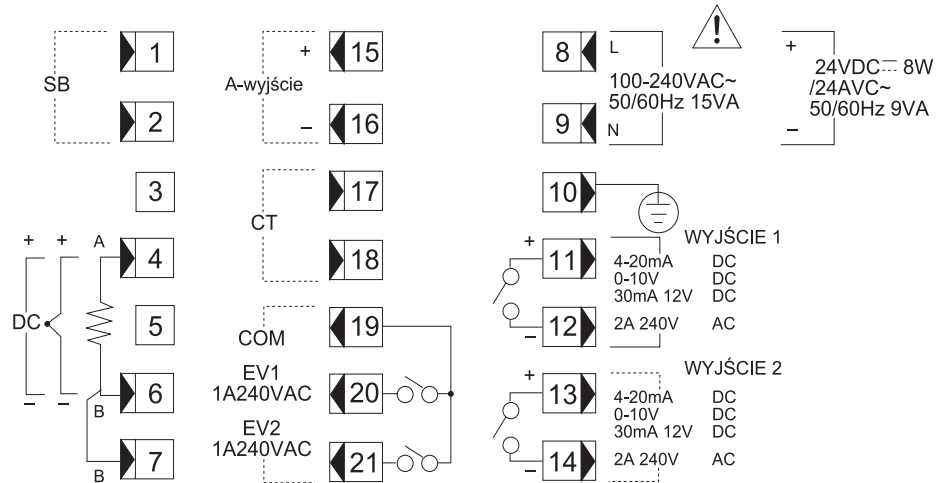 SB
1
2
3
+ + A
4
DC
5
− − B
6
B
7
A-wyjście
+
15
−
16
CT
17
18
COM
19
EV1
1A240VAC
20
EV2
1A240VAC
21
8
L
100-240VAC~
50/60Hz 15VA
9
N
+
24VDC⎓ 8W
/24AVC~
50/60Hz 9VA
−
10
WYJŚCIE 1
+
11
4-20mA DC
0-10V DC
30mA 12V DC
−
12
2A 240V AC
WYJŚCIE 2
+
13
4-20mA DC
0-10V DC
30mA 12V DC
−
14
2A 240V AC